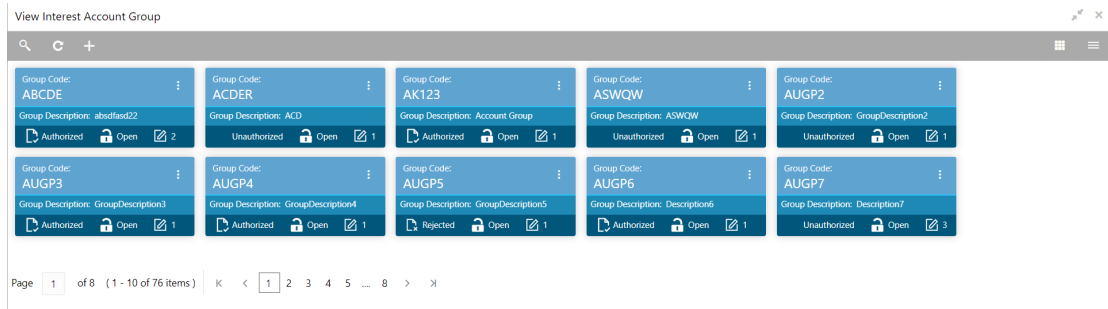 View Interest Account Group
Group Code: Group Code: Group Code: Group Code: Group Code:
ABCDE ACDER AK123 ASWQW AUGP2
Group Description: absdfasd22 Group Description: ACD Group Description: Account Group Group Description: ASWQW Group Description: GroupDescription2
Authorized Open 2 Unauthorized Open 1 Authorized Open 1 Unauthorized Open 1 Unauthorized Open 1
Group Code: Group Code: Group Code: Group Code: Group Code:
AUGP3 AUGP4 AUGP5 AUGP6 AUGP7
Group Description: GroupDescription3 Group Description: GroupDescription4 Group Description: GroupDescription5 Group Description: Description6 Group Description: Description7
Authorized Open 1 Authorized Open 1 Rejected Open 1 Authorized Open 1 Unauthorized Open 3
Page 1 of 8 ( 1 - 10 of 76 items ) 1 2 3 4 5 .... 8